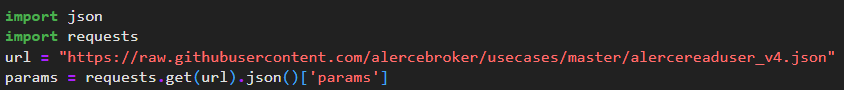 import json
import requests
url = "https://raw.githubusercontent.com/alercebroker/usecases/master/alercereaduser_v4.json"
params = requests.get(url).json()['params']